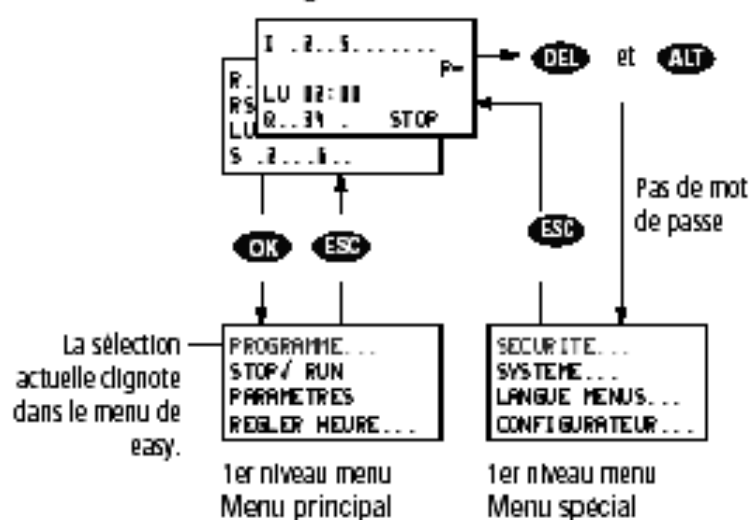 I .2..5.......
P-
LU 02:00
Q..34 . STOP
R.
RS
LU
S .2...6..
DEL et ALT
Pas de mot
de passe
OK
ESC
ESC
La sélection
actuelle clignote
dans le menu de
easy.
PROGRAMME...
STOP/ RUN
PARAMETRES
REGLER HEURE...
SECURITE...
SYSTEME...
LANGUE MENUS...
CONFIGURATEUR...
1er niveau menu
Menu principal
1er niveau menu
Menu spécial